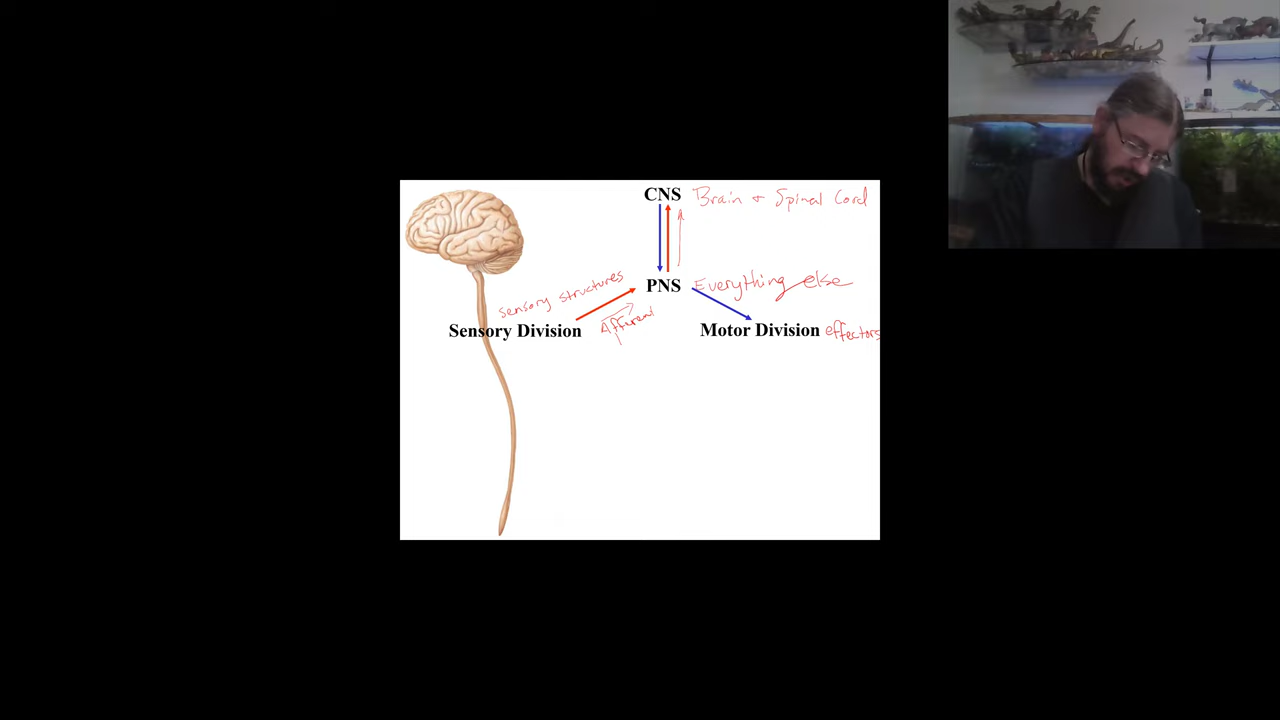 CNS Brain + Spinal Cord
sensory structures
PNS Everything else
Afferent
Sensory Division
Motor Division effectors